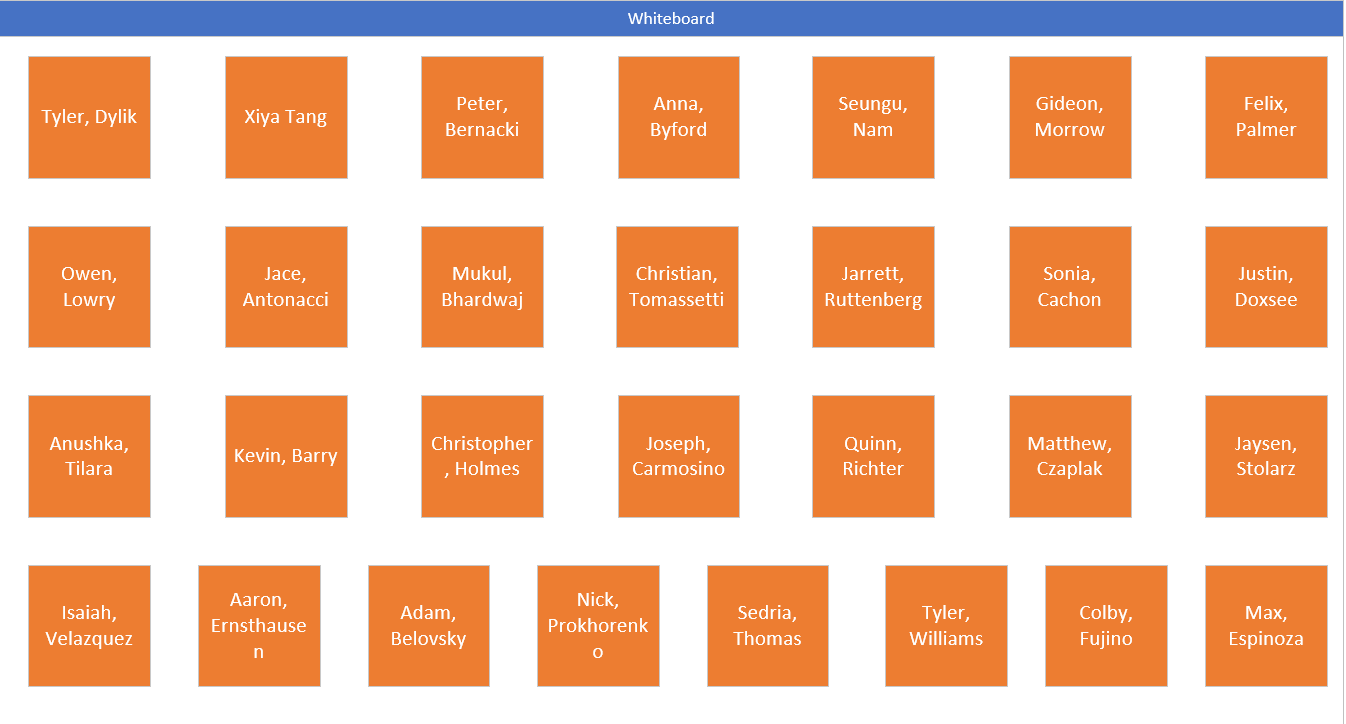 Whiteboard
Tyler, Dylik
Xiya Tang
Peter,
Bernacki
Anna,
Byford
Seungu,
Nam
Gideon,
Morrow
Felix,
Palmer
Owen,
Lowry
Jace,
Antonacci
Mukul,
Bhardwaj
Christian,
Tomassetti
Jarrett,
Ruttenberg
Sonia,
Cachon
Justin,
Doxsee
Anushka,
Tilara
Kevin, Barry
Christopher
, Holmes
Joseph,
Carmosino
Quinn,
Richter
Matthew,
Czaplak
Jaysen,
Stolarz
Isaiah,
Velazquez
Aaron,
Ernsthause
n
Adam,
Belovsky
Nick,
Prokhorenk
o
Sedria,
Thomas
Tyler,
Williams
Colby,
Fujino
Max,
Espinoza